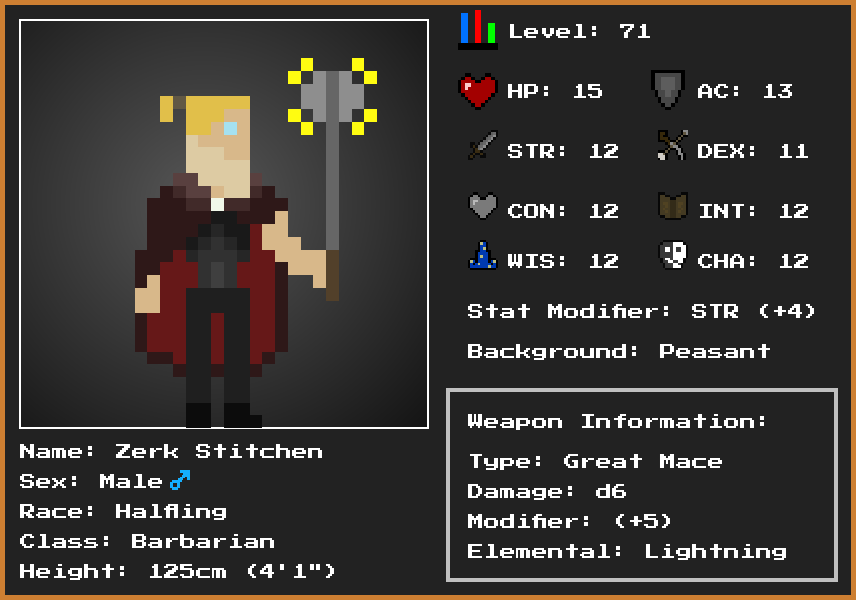 Level: 71
HP: 15
AC: 13
STR: 12
DEX: 11
CON: 12
INT: 12
WIS: 12
CHA: 12
Stat Modifier: STR (+4)
Background: Peasant
Weapon Information:
Type: Great Mace
Damage: d6
Modifier: (+5)
Elemental: Lightning
Name: Zerk Stitchen
Sex: Male♂
Race: Halfling
Class: Barbarian
Height: 125cm (4'1")